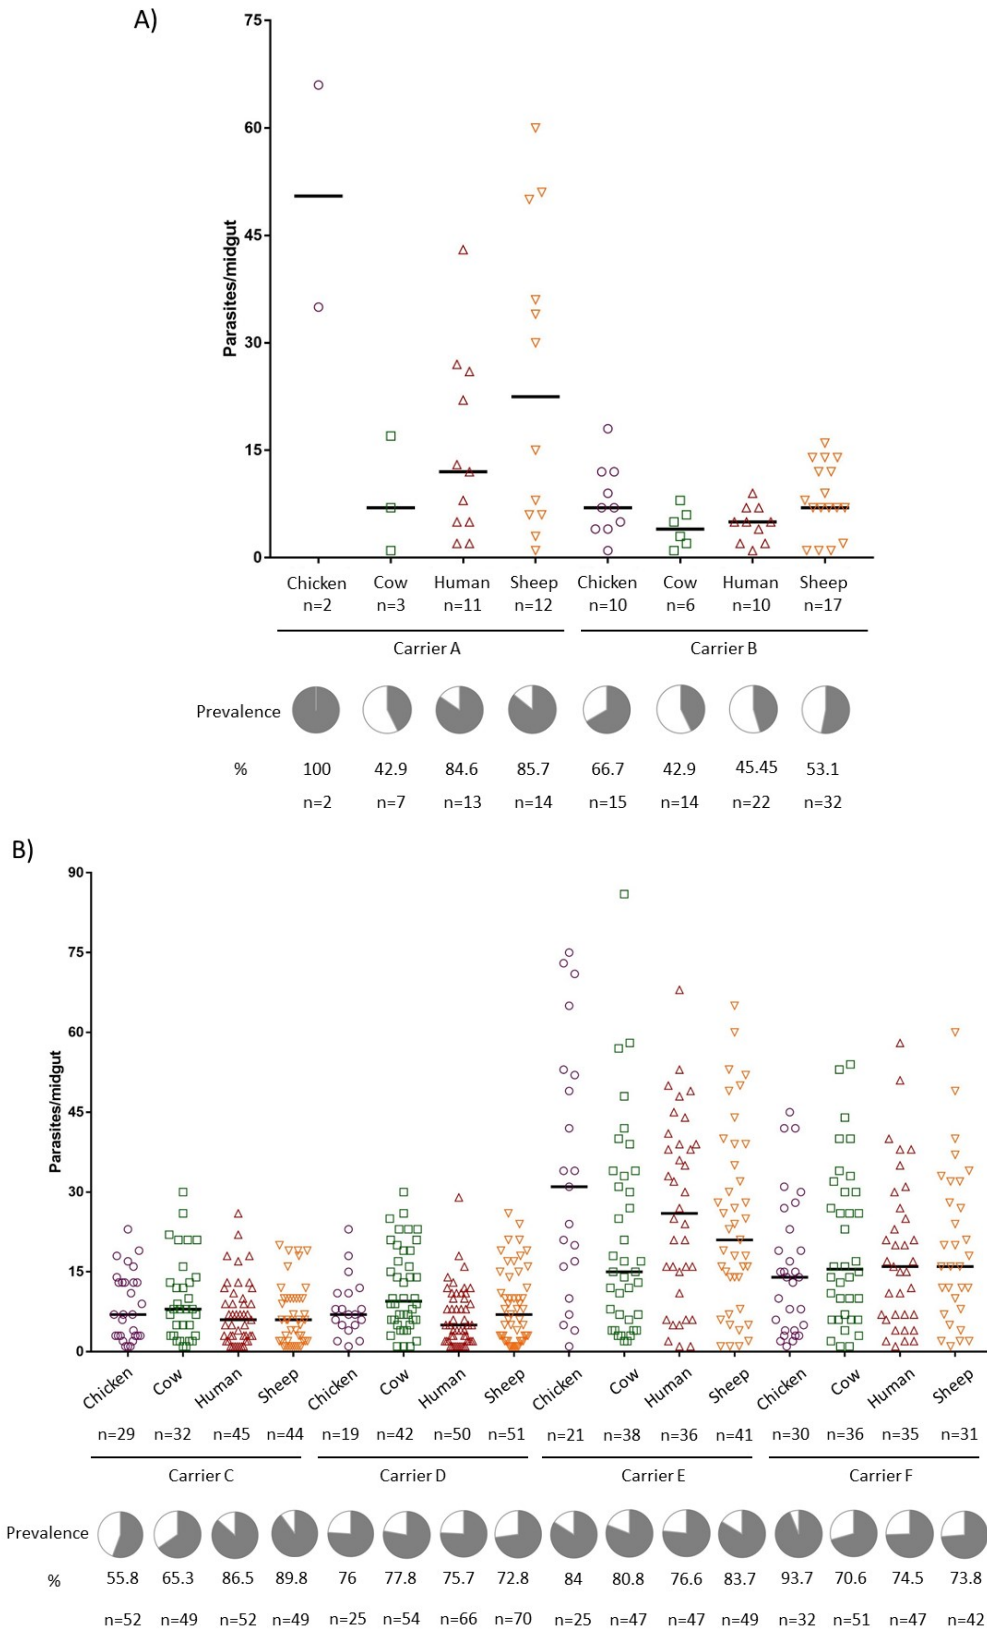 A)
75
60
45
30
15
0
Parasites/midgut
Chicken Cow Human Sheep Chicken Cow Human Sheep
n=2 n=3 n=11 n=12 n=10 n=6 n=10 n=17
Carrier A Carrier B
Prevalence
% 100 42.9 84.6 85.7 66.7 42.9 45.45 53.1
n=2 n=7 n=13 n=14 n=15 n=14 n=22 n=32
B)
90
75
60
45
30
15
0
Parasites/midgut
Chicken Cow Human Sheep Chicken Cow Human Sheep Chicken Cow Human Sheep Chicken Cow Human Sheep
n=29 n=32 n=45 n=44 n=19 n=42 n=50 n=51 n=21 n=38 n=36 n=41 n=30 n=36 n=35 n=31
Carrier C Carrier D Carrier E Carrier F
Prevalence
% 55.8 65.3 86.5 89.8 76 77.8 75.7 72.8 84 80.8 76.6 83.7 93.7 70.6 74.5 73.8
n=52 n=49 n=52 n=49 n=25 n=54 n=66 n=70 n=25 n=47 n=47 n=49 n=32 n=51 n=47 n=42